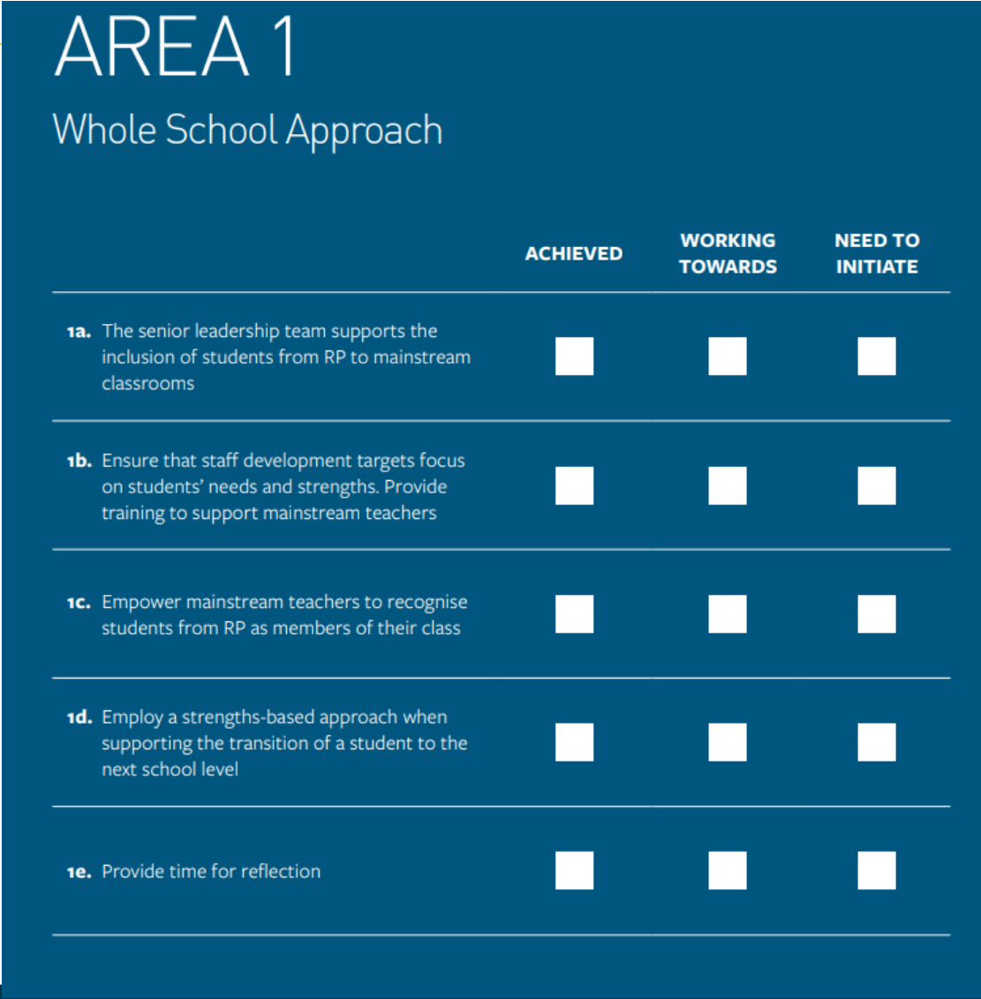 AREA 1
Whole School Approach
ACHIEVED
WORKING
TOWARDS
NEED TO
INITIATE
1a. The senior leadership team supports the
inclusion of students from RP to mainstream
classrooms
1b. Ensure that staff development targets focus
on students’ needs and strengths. Provide
training to support mainstream teachers
1c. Empower mainstream teachers to recognise
students from RP as members of their class
1d. Employ a strengths-based approach when
supporting the transition of a student to the
next school level
1e. Provide time for reflection